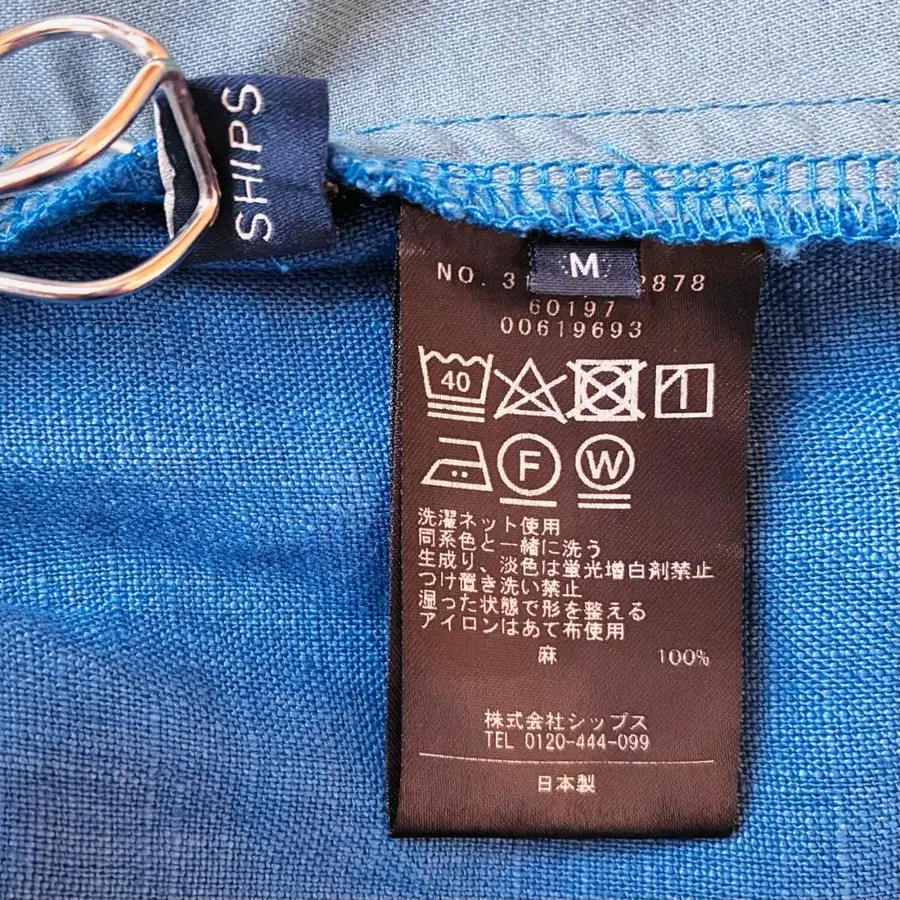 SHIPS
M
NO. 31 2878
60197
00619693
40
F
W
洗濯ネット使用
同系色と一緒に洗う
生成り、淡色は蛍光増白剤禁止
つけ置き洗い禁止
湿った状態で形を整える
アイロンはあて布使用
麻 100%
株式会社シップス
TEL 0120-444-099
日本製